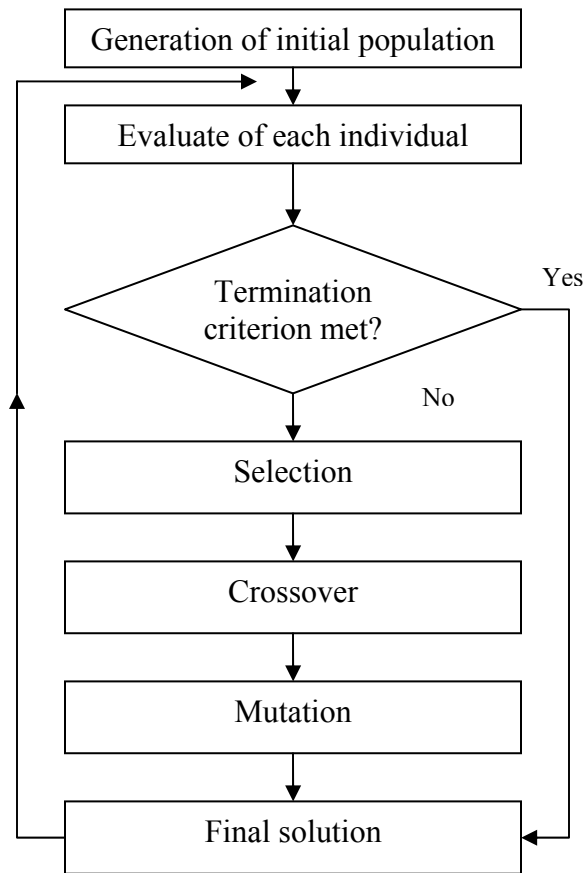 Generation of initial population
Evaluate of each individual
Termination
criterion met?
Yes
No
Selection
Crossover
Mutation
Final solution